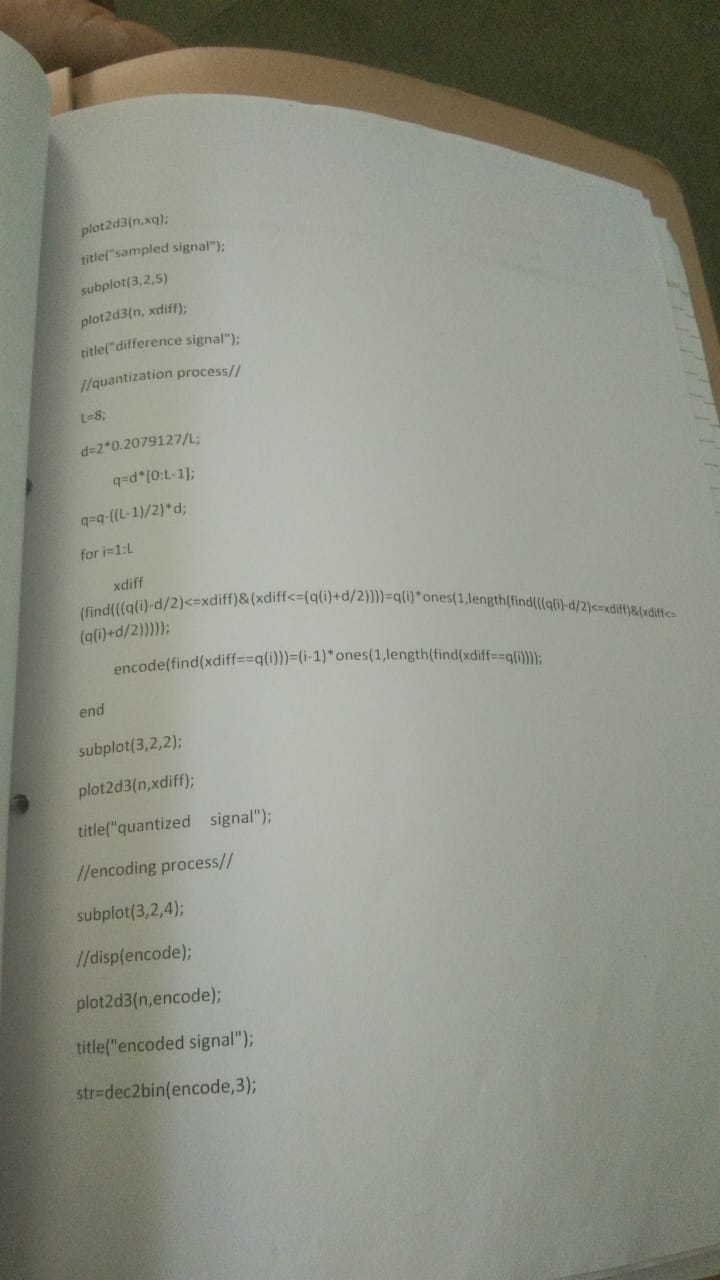 plot2d3(n,xq);
title("sampled signal");
subplot(3,2,5)
plot2d3(n, xdiff);
title("difference signal");
//quantization process//
L=8;
d=2*0.2079127/L;
q=d*[0:L-1];
q=q-((L-1)/2)*d;
for i=1:L
xdiff
(find(((q(i)-d/2)<=xdiff)&(xdiff<=(q(i)+d/2))))=q(i)*ones(1,length(find(((q(i)-d/2)<=xdiff)&(xdiff<=
(q(i)+d/2)))));
encode(find(xdiff==q(i)))=(i-1)*ones(1,length(find(xdiff==q(i))));
end
subplot(3,2,2);
plot2d3(n,xdiff);
title("quantized signal");
//encoding process//
subplot(3,2,4);
//disp(encode);
plot2d3(n,encode);
title("encoded signal");
str=dec2bin(encode,3);